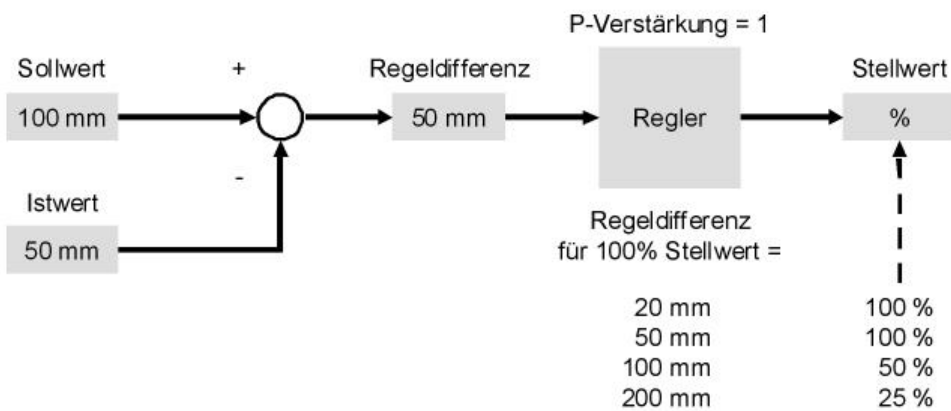 P-Verstärkung = 1
Sollwert
+
Regeldifferenz
Stellwert
100 mm
50 mm
Regler
%
-
Istwert
50 mm
Regeldifferenz
für 100% Stellwert =
20 mm 100 %
50 mm 100 %
100 mm 50 %
200 mm 25 %